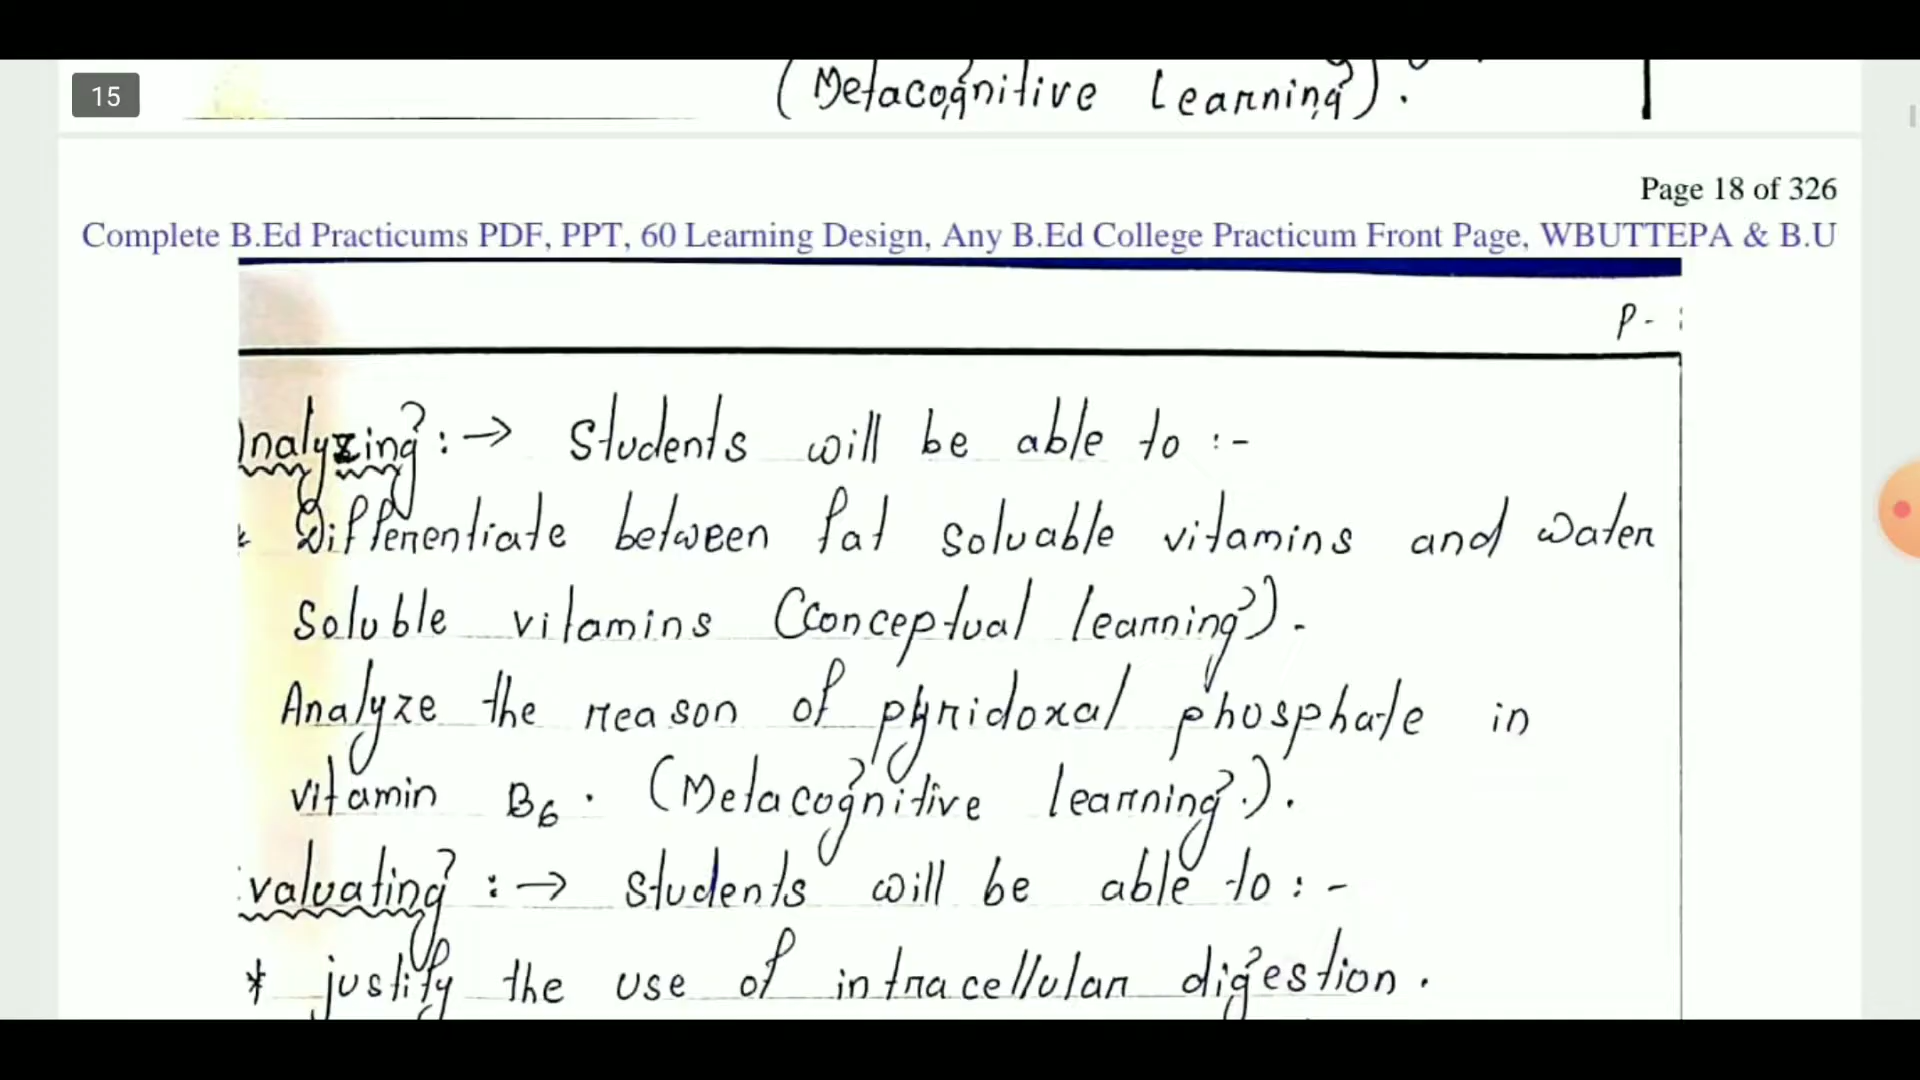 15
(Metacognitive Learning).
Page 18 of 326
Complete B.Ed Practicums PDF, PPT, 60 Learning Design, Any B.Ed College Practicum Front Page, WBUTTEPA & B.U
P-
Analyzing :→ Students will be able to :-
* Differentiate between fat soluable vitamins and water
soluble vitamins (Conceptual learning).
Analyze the reason of pyridoxal phosphate in
vitamin B6. (Metacognitive learning.).
Evaluating :→ students will be able to :-
* justify the use of intracellular digestion.